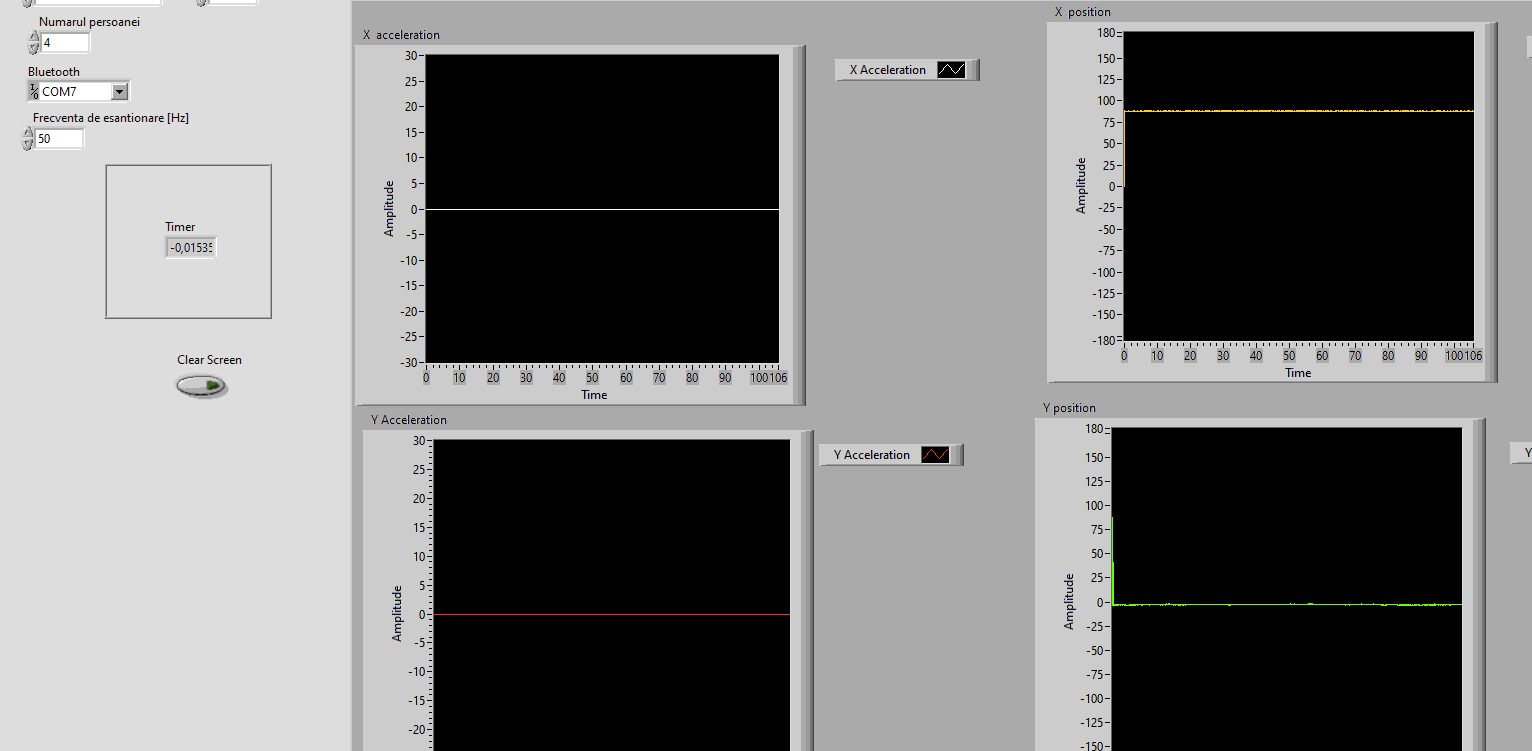 Numarul persoanei
4
Bluetooth
COM7
Frecventa de esantionare [Hz]
50
Timer
-0,01535
Clear Screen
X acceleration
30
25
20
15
10
5
0
-5
-10
-15
-20
-25
-30
Amplitude
0 10 20 30 40 50 60 70 80 90 100 106
Time
X Acceleration
X position
180
150
125
100
75
50
25
0
-25
-50
-75
-100
-125
-150
-180
Amplitude
0 10 20 30 40 50 60 70 80 90 100 106
Time
Y Acceleration
30
25
20
15
10
5
0
-5
-10
-15
-20
Amplitude
Y Acceleration
Y position
180
150
125
100
75
50
25
0
-25
-50
-75
-100
-125
-150
Amplitude
Y